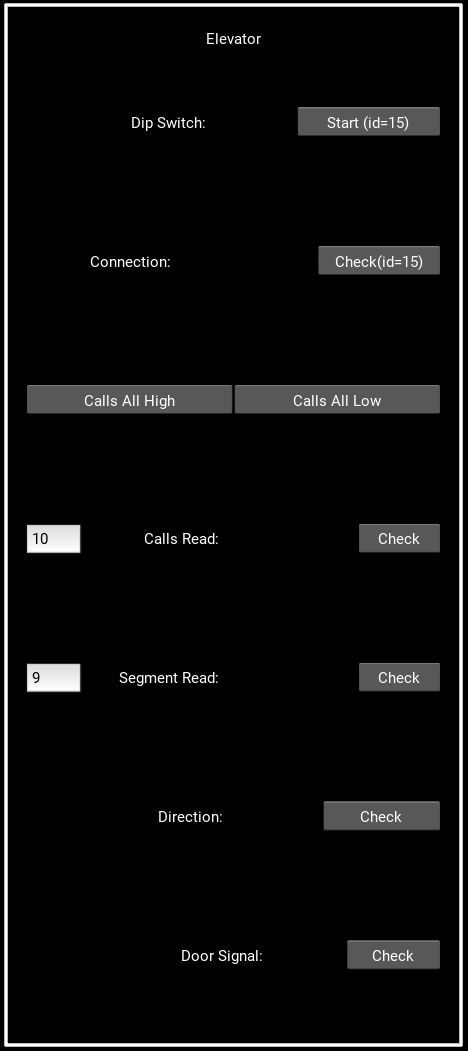 Elevator
Dip Switch: Start (id=15)
Connection: Check(id=15)
Calls All High Calls All Low
10 Calls Read: Check
9 Segment Read: Check
Direction: Check
Door Signal: Check